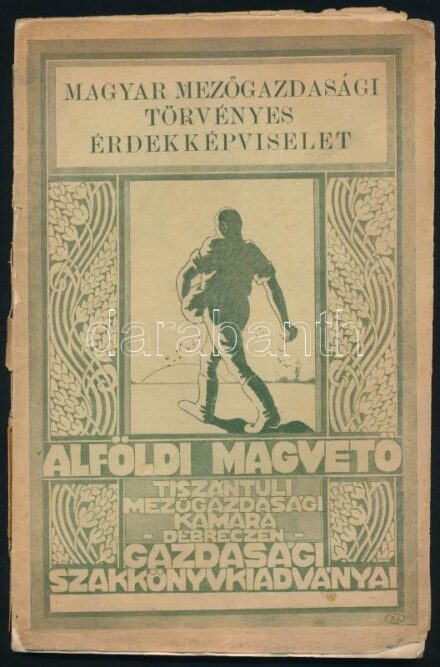 MAGYAR MEZŐGAZDASÁGI
TÖRVÉNYES
ÉRDEKKÉPVISELET
darabanth
ALFÖLDI MAGVETŐ
TISZÁNTULI
MEZŐGAZDASÁGI
KAMARA
- DEBRECZEN -
GAZDASÁGI
SZAKKÖNYVKIADVÁNYAI